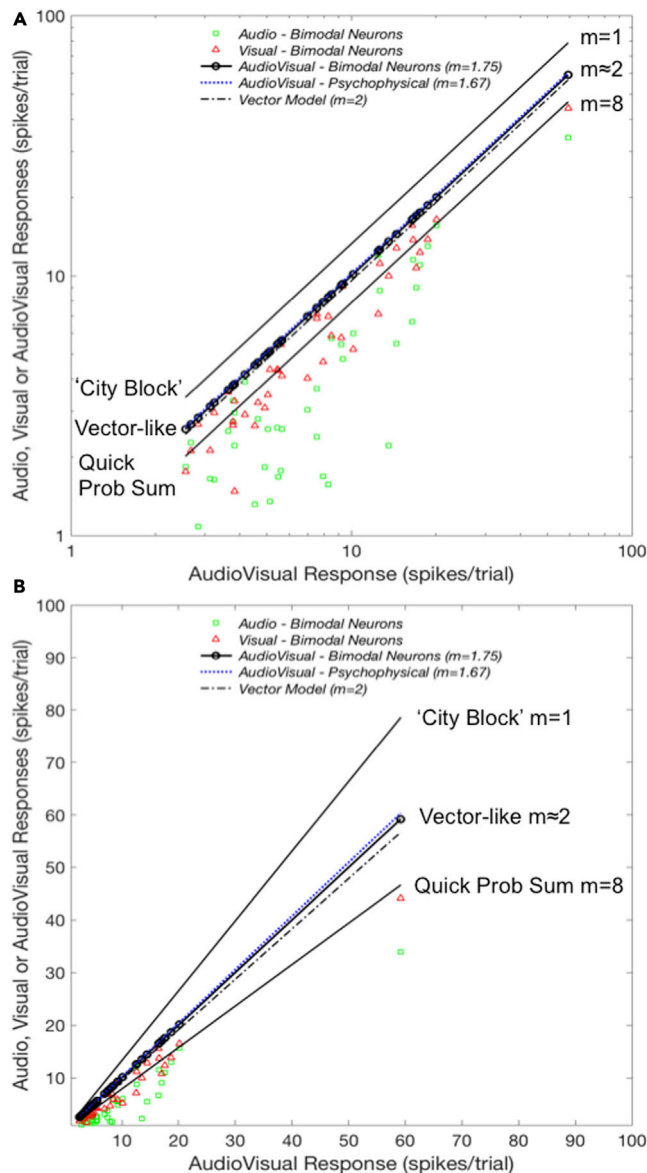 A
100
10
1
Audio, Visual or AudioVisual Responses (spikes/trial)
Audio - Bimodal Neurons
Visual - Bimodal Neurons
AudioVisual - Bimodal Neurons (m=1.75)
AudioVisual - Psychophysical (m=1.67)
Vector Model (m=2)
m=1
m≈2
m=8
'City Block'
Vector-like
Quick
Prob Sum
1
10
100
AudioVisual Response (spikes/trial)
B
100
90
80
70
60
50
40
30
20
10
Audio, Visual or AudioVisual Responses (spikes/trial)
Audio - Bimodal Neurons
Visual - Bimodal Neurons
AudioVisual - Bimodal Neurons (m=1.75)
AudioVisual - Psychophysical (m=1.67)
Vector Model (m=2)
'City Block' m=1
Vector-like m≈2
Quick Prob Sum m=8
10
20
30
40
50
60
70
80
90
100
AudioVisual Response (spikes/trial)